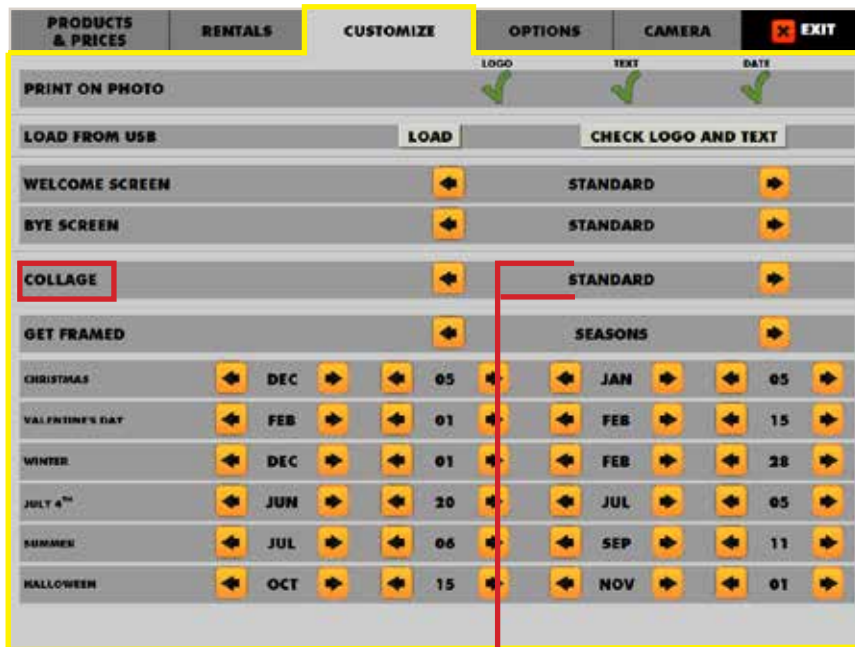 PRODUCTS
& PRICES
RENTALS
CUSTOMIZE
OPTIONS
CAMERA
EXIT
LOGO TEXT DATE
PRINT ON PHOTO
LOAD FROM USB LOAD CHECK LOGO AND TEXT
WELCOME SCREEN STANDARD
BYE SCREEN STANDARD
COLLAGE STANDARD
GET FRAMED SEASONS
CHRISTMAS DEC 05 JAN 05
VALENTINE'S DAY FEB 01 FEB 15
WINTER DEC 01 FEB 28
JULY 4TH JUN 20 JUL 05
SUMMER JUL 06 SEP 11
HALLOWEEN OCT 15 NOV 01